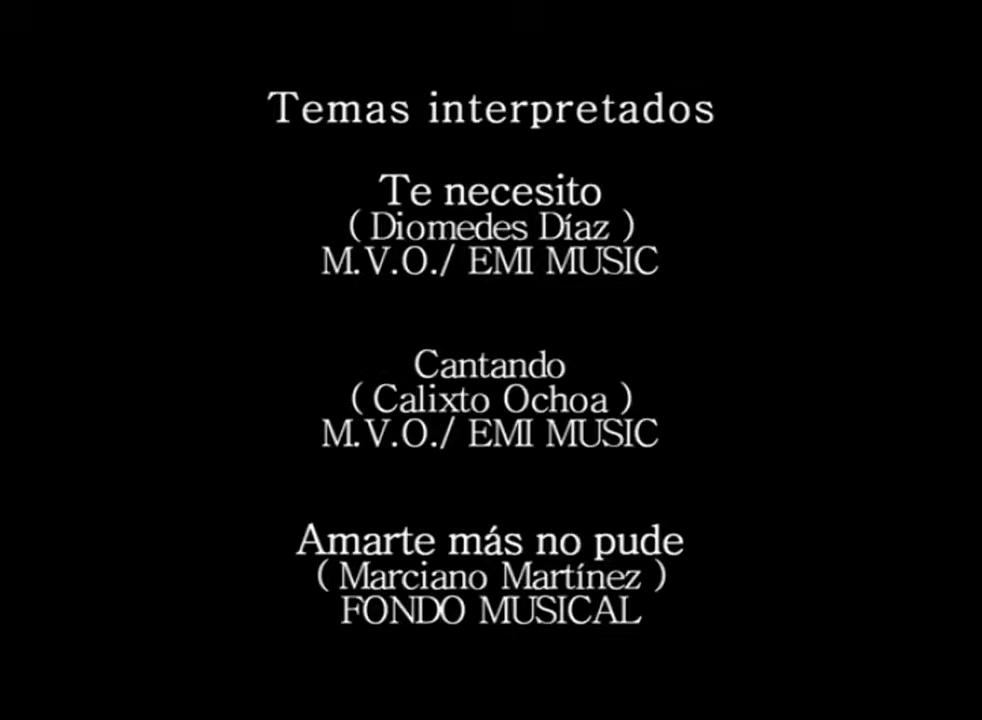 Temas interpretados
Te necesito
( Diomedes Díaz )
M.V.O./ EMI MUSIC
Cantando
( Calixto Ochoa )
M.V.O./ EMI MUSIC
Amarte más no pude
( Marciano Martínez )
FONDO MUSICAL